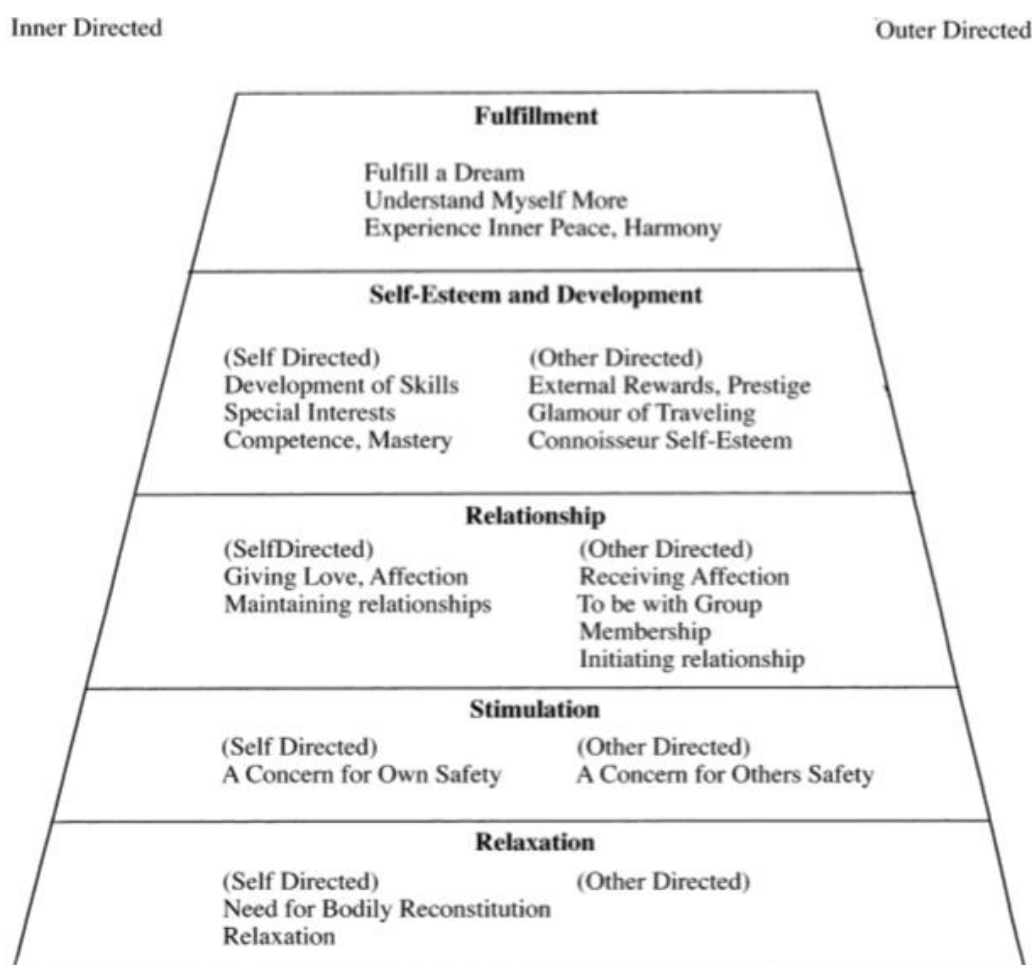 Inner Directed
Outer Directed
Fulfillment
Fulfill a Dream
Understand Myself More
Experience Inner Peace, Harmony
Self-Esteem and Development
(Self Directed)
Development of Skills
Special Interests
Competence, Mastery
(Other Directed)
External Rewards, Prestige
Glamour of Traveling
Connoisseur Self-Esteem
Relationship
(SelfDirected)
Giving Love, Affection
Maintaining relationships
(Other Directed)
Receiving Affection
To be with Group
Membership
Initiating relationship
Stimulation
(Self Directed)
A Concern for Own Safety
(Other Directed)
A Concern for Others Safety
Relaxation
(Self Directed)
Need for Bodily Reconstitution
Relaxation
(Other Directed)